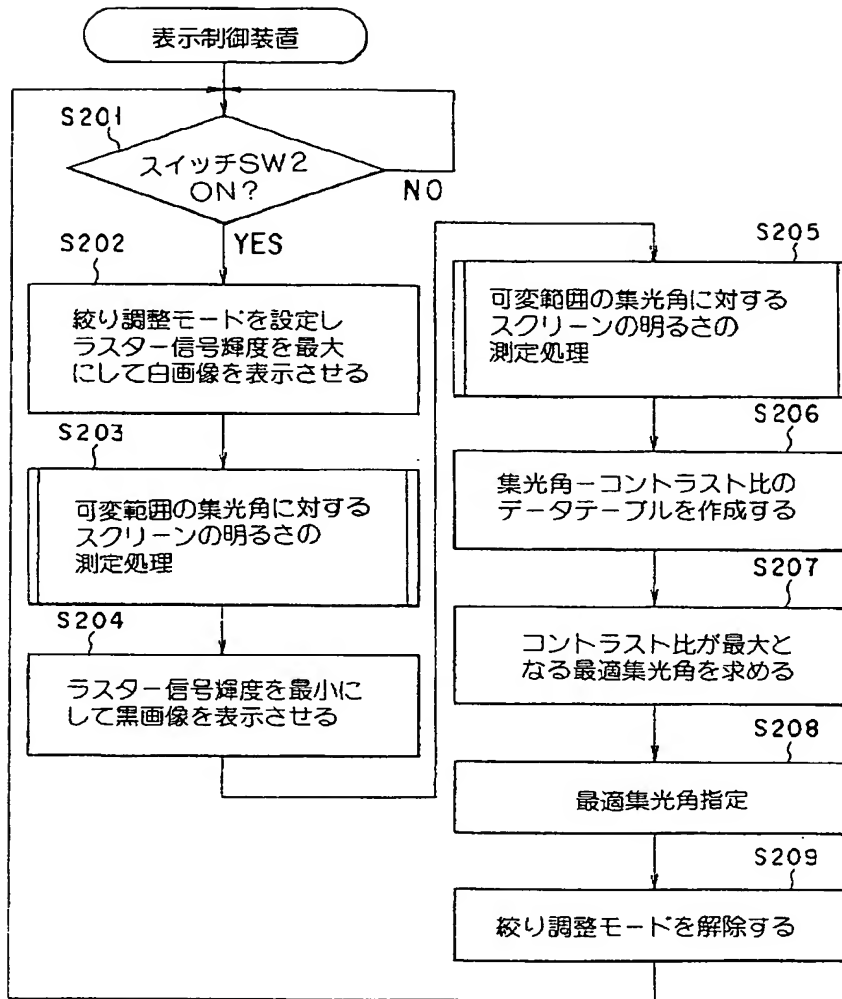 表示制御装置
S201
スイッチSW2
ON?
NO
YES
S202
絞り調整モードを設定し
ラスター信号輝度を最大
にして白画像を表示させる
S203
可変範囲の集光角に対する
スクリーンの明るさの
測定処理
S204
ラスター信号輝度を最小に
して黒画像を表示させる
S205
可変範囲の集光角に対する
スクリーンの明るさの
測定処理
S206
集光角－コントラスト比の
データテーブルを作成する
S207
コントラスト比が最大と
なる最適集光角を求める
S208
最適集光角指定
S209
絞り調整モードを解除する